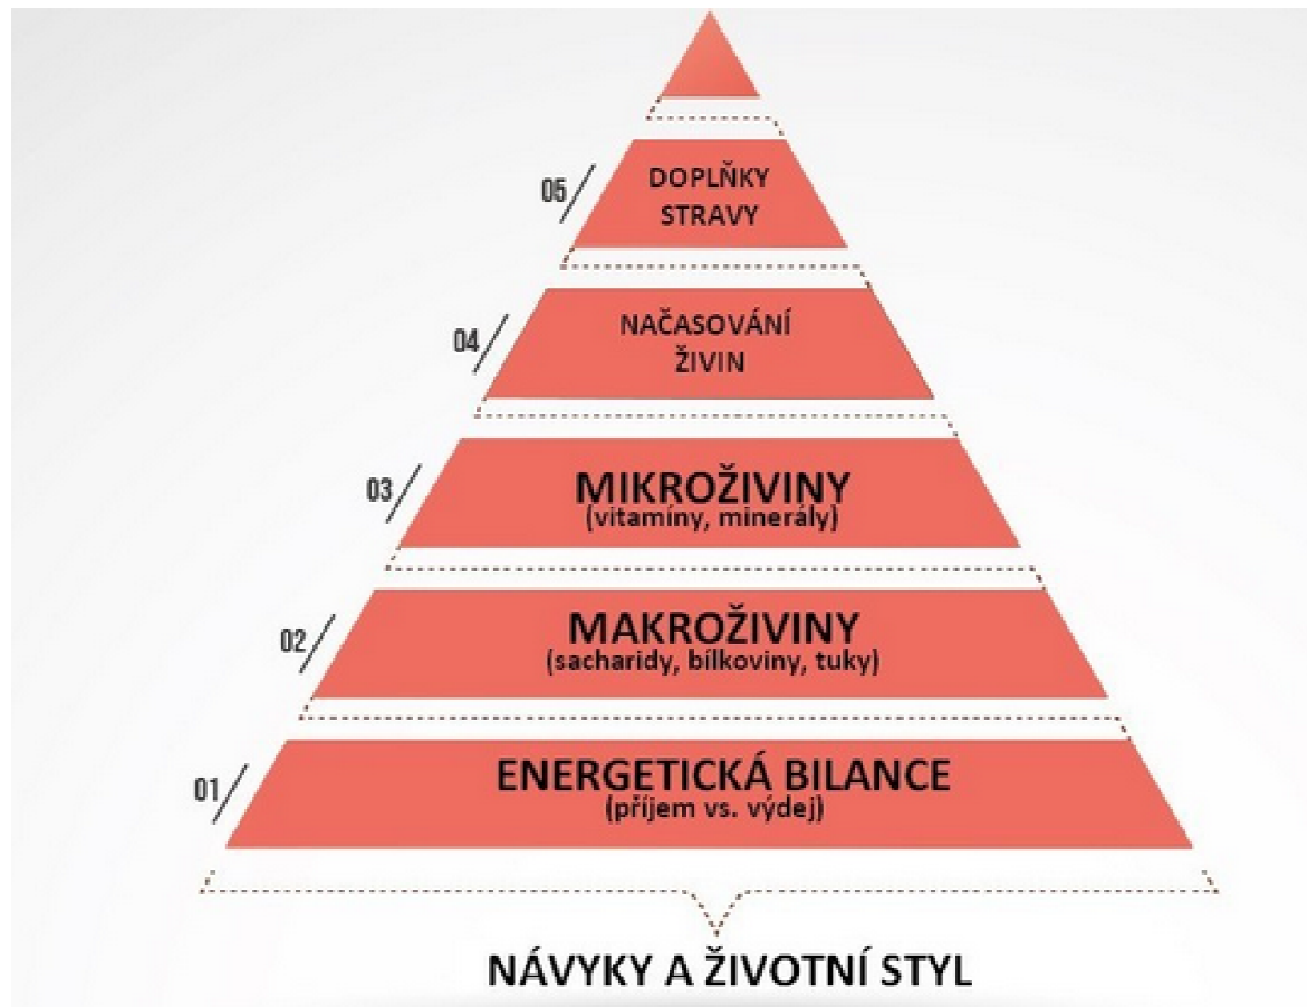 05
DOPLŇKY
STRAVY
04
NAČASOVÁNÍ
ŽIVIN
03
MIKROŽIVINY
(vitamíny, minerály)
02
MAKROŽIVINY
(sacharidy, bílkoviny, tuky)
01
ENERGETICKÁ BILANCE
(příjem vs. výdej)
NÁVYKY A ŽIVOTNÍ STYL